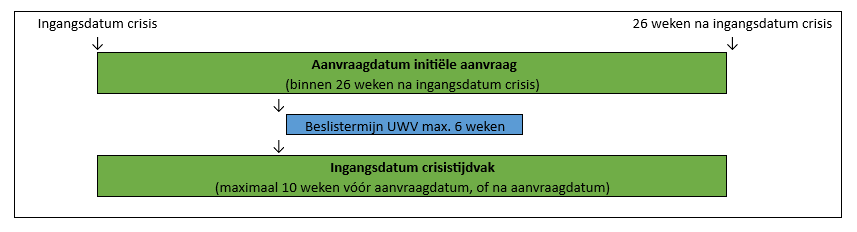 Ingangsdatum crisis
26 weken na ingangsdatum crisis
Aanvraagdatum initiële aanvraag
(binnen 26 weken na ingangsdatum crisis)
Beslistermijn UWV max. 6 weken
Ingangsdatum crisistijdvak
(maximaal 10 weken vóór aanvraagdatum, of na aanvraagdatum)